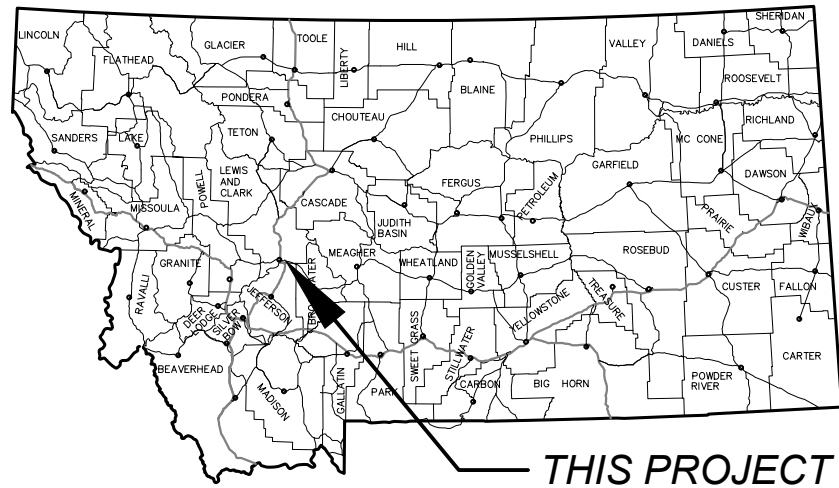 LINCOLN
FLATHEAD
GLACIER
TOOLE
LIBERTY
HILL
BLAINE
VALLEY
DANIELS
SHERIDAN
ROOSEVELT
PONDERA
CHOUTEAU
PHILLIPS
RICHLAND
SANDERS
LAKE
TETON
MC CONE
LEWIS
AND
CLARK
CASCADE
FERGUS
PETROLEUM
GARFIELD
DAWSON
MINERAL
MISSOULA
POWELL
JUDITH
BASIN
PRAIRIE
WIBAUX
GRANITE
MEAGHER
WHEATLAND
GOLDEN
VALLEY
MUSSELSHELL
ROSEBUD
RAVALLI
JEFFERSON
TREASURE
CUSTER
FALLON
DEER
LODGE
SILVER
BOW
YELLOWSTONE
SWEET GRASS
STILLWATER
BEAVERHEAD
MADISON
GALLATIN
PARK
CARBON
BIG HORN
POWDER
RIVER
CARTER
THIS PROJECT